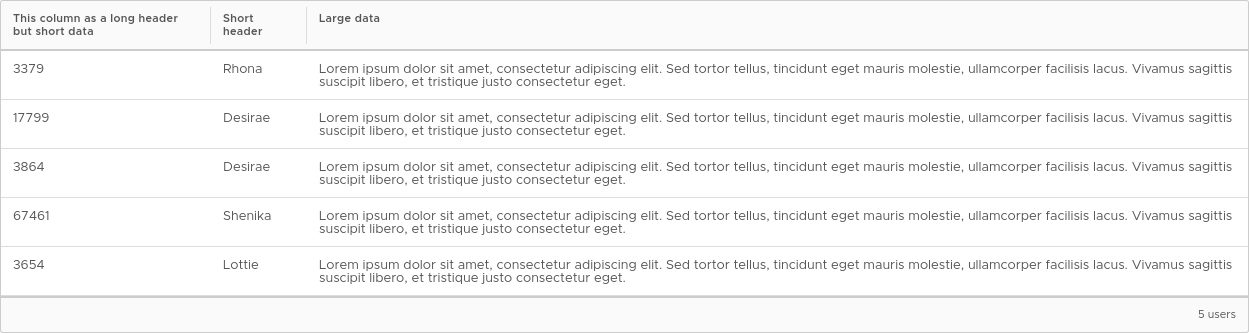 This column as a long header
but short data
Short
header
Large data
3379
Rhona
Lorem ipsum dolor sit amet, consectetur adipiscing elit. Sed tortor tellus, tincidunt eget mauris molestie, ullamcorper facilisis lacus. Vivamus sagittis
suscipit libero, et tristique justo consectetur eget.
17799
Desirae
Lorem ipsum dolor sit amet, consectetur adipiscing elit. Sed tortor tellus, tincidunt eget mauris molestie, ullamcorper facilisis lacus. Vivamus sagittis
suscipit libero, et tristique justo consectetur eget.
3864
Desirae
Lorem ipsum dolor sit amet, consectetur adipiscing elit. Sed tortor tellus, tincidunt eget mauris molestie, ullamcorper facilisis lacus. Vivamus sagittis
suscipit libero, et tristique justo consectetur eget.
67461
Shenika
Lorem ipsum dolor sit amet, consectetur adipiscing elit. Sed tortor tellus, tincidunt eget mauris molestie, ullamcorper facilisis lacus. Vivamus sagittis
suscipit libero, et tristique justo consectetur eget.
3654
Lottie
Lorem ipsum dolor sit amet, consectetur adipiscing elit. Sed tortor tellus, tincidunt eget mauris molestie, ullamcorper facilisis lacus. Vivamus sagittis
suscipit libero, et tristique justo consectetur eget.
5 users